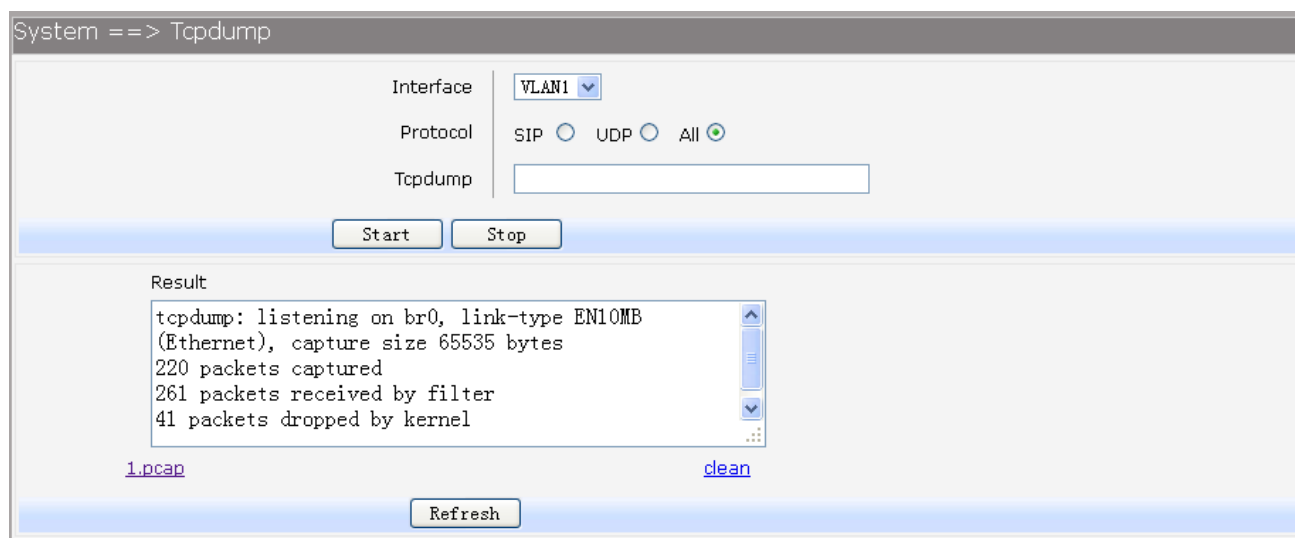 System ==> Tcpdump
Interface VLAN1
Protocol SIP UDP All
Tcpdump
Start Stop
Result
tcpdump: listening on br0, link-type EN10MB
(Ethernet), capture size 65535 bytes
220 packets captured
261 packets received by filter
41 packets dropped by kernel
1.pcap clean
Refresh